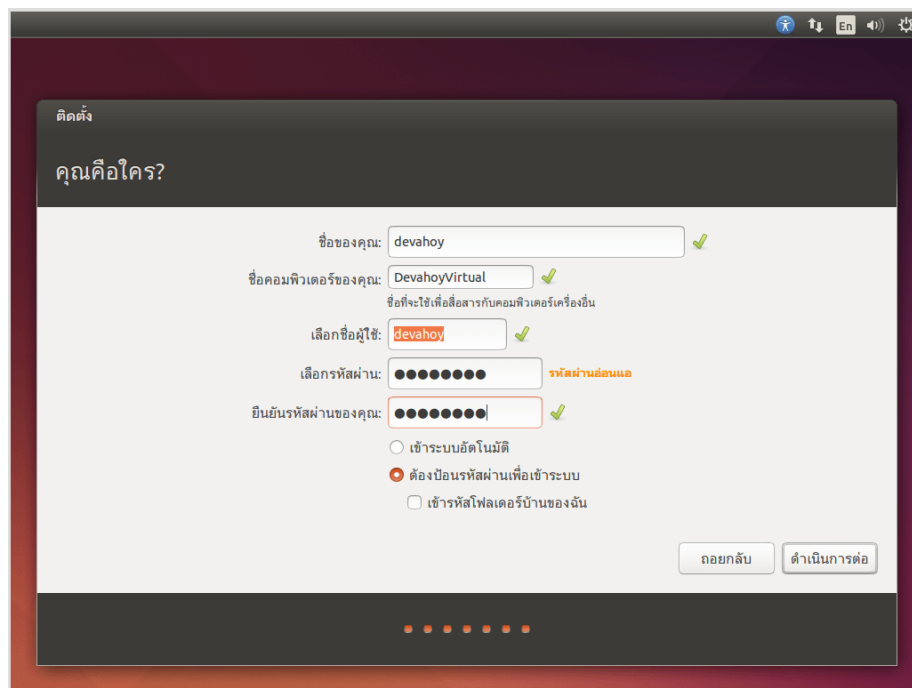 En
ติดตั้ง
คุณคือใคร?
ชื่อของคุณ: devahoy
ชื่อคอมพิวเตอร์ของคุณ: DevahoyVirtual
ชื่อที่จะใช้เพื่อสื่อสารกับคอมพิวเตอร์เครื่องอื่น
เลือกชื่อผู้ใช้: devahoy
เลือกรหัสผ่าน: ●●●●●●●● รหัสผ่านอ่อนแอ
ยืนยันรหัสผ่านของคุณ: ●●●●●●●●
เข้าระบบอัตโนมัติ
ต้องป้อนรหัสผ่านเพื่อเข้าระบบ
เข้ารหัสโฟลเดอร์บ้านของฉัน
ถอยกลับ ดำเนินการต่อ